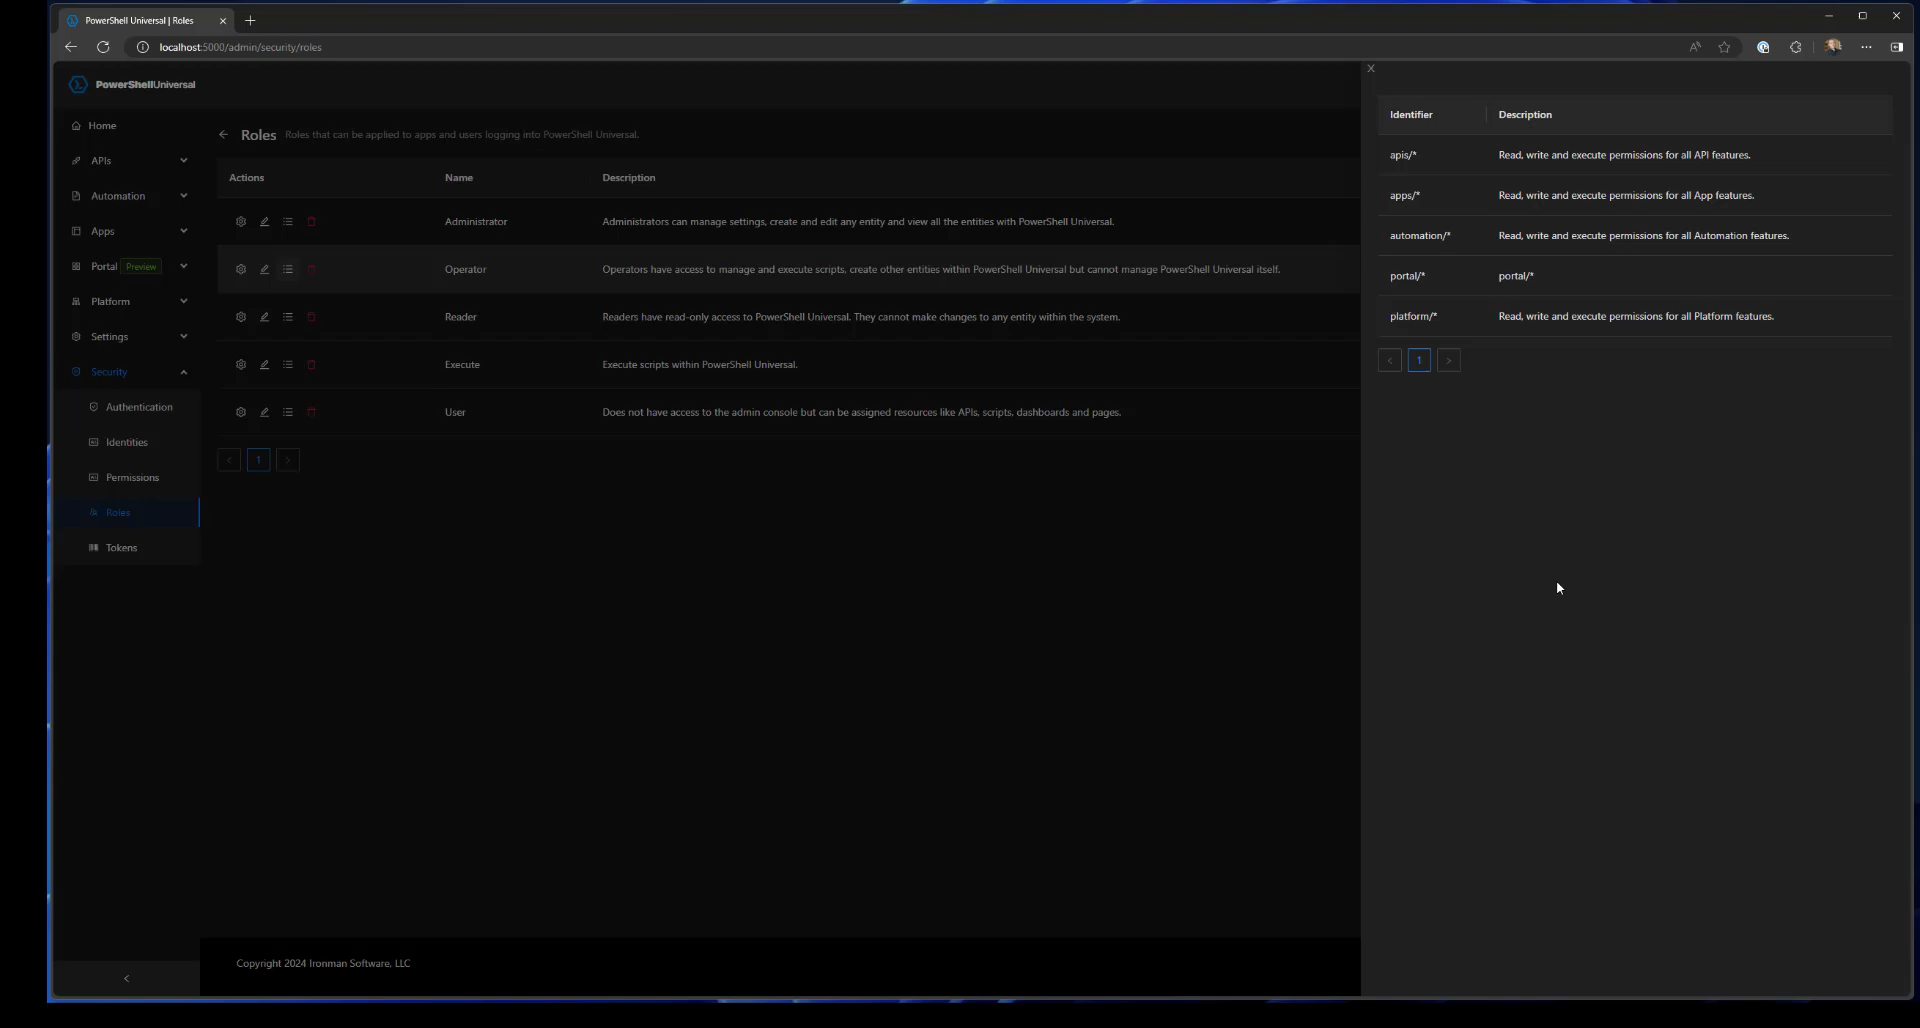 PowerShell Universal | Roles
localhost:5000/admin/security/roles
PowerShellUniversal
Home
APIs
Automation
Apps
Portal Preview
Platform
Settings
Security
Authentication
Identities
Permissions
Roles
Tokens
Roles Roles that can be applied to apps and users logging into PowerShell Universal.
Actions Name Description
Administrator Administrators can manage settings, create and edit any entity and view all the entities with PowerShell Universal.
Operator Operators have access to manage and execute scripts, create other entities within PowerShell Universal but cannot manage PowerShell Universal itself.
Reader Readers have read-only access to PowerShell Universal. They cannot make changes to any entity within the system.
Execute Execute scripts within PowerShell Universal.
User Does not have access to the admin console but can be assigned resources like APIs, scripts, dashboards and pages.
< 1 >
Copyright 2024 Ironman Software, LLC
Identifier Description
apis/* Read, write and execute permissions for all API features.
apps/* Read, write and execute permissions for all App features.
automation/* Read, write and execute permissions for all Automation features.
portal/* portal/*
platform/* Read, write and execute permissions for all Platform features.
< 1 >